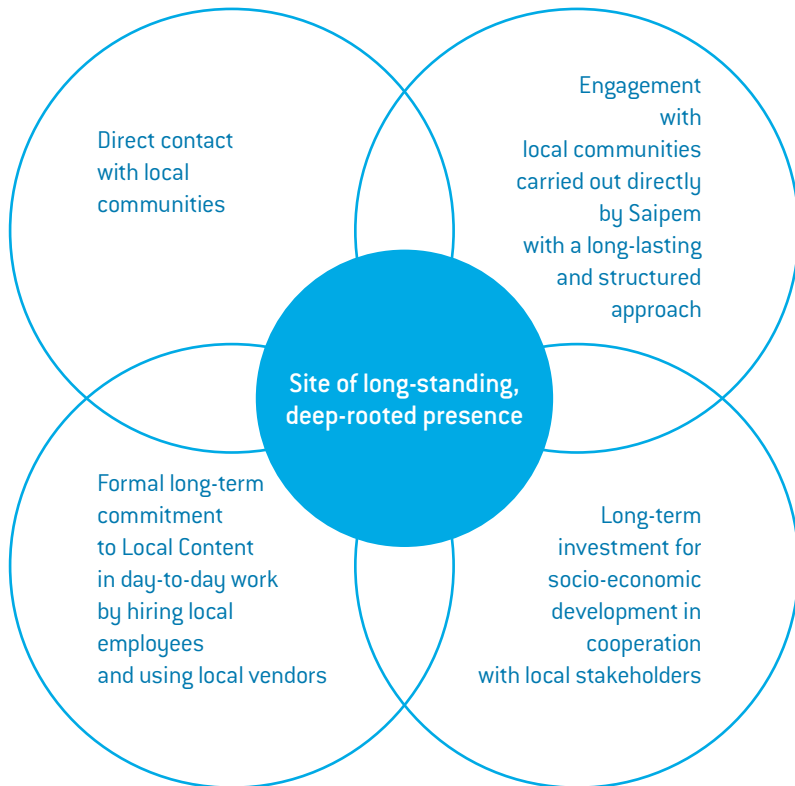 Direct contact
with local
communities
Engagement
with
local communities
carried out directly
by Saipem
with a long-lasting
and structured
approach
Site of long-standing,
deep-rooted presence
Formal long-term
commitment
to Local Content
in day-to-day work
by hiring local
employees
and using local vendors
Long-term
investment for
socio-economic
development in
cooperation
with local stakeholders